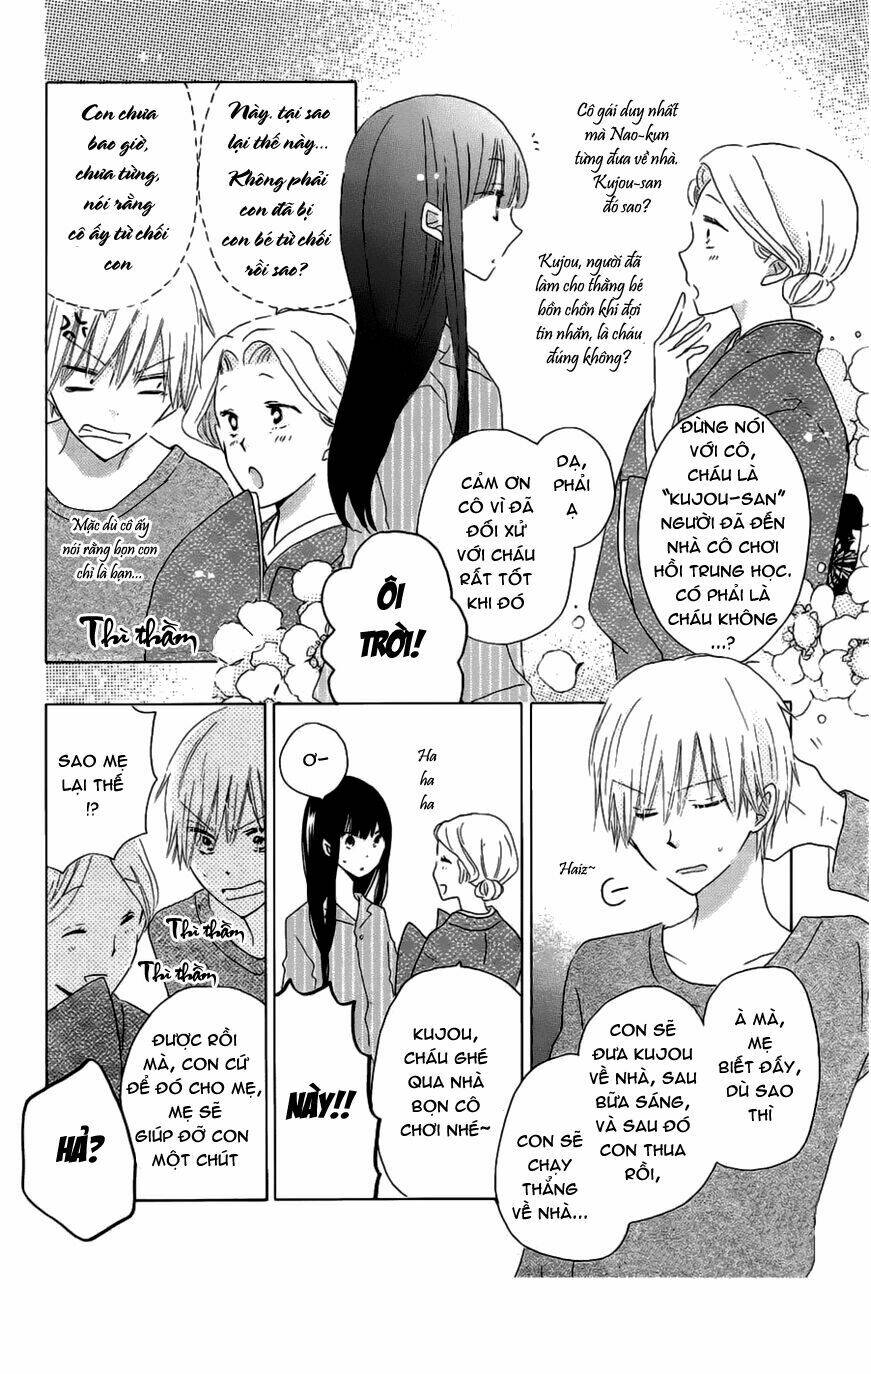 Cô gái duy nhất
mà Nao-kun
từng đưa về nhà.
Kujou-san
đó sao?
Kujou, người đã
làm cho thằng bé
bồn chồn khi đợi
tin nhắn, là cháu
đúng không?
ĐỪNG NÓI
VỚI CÔ,
CHÁU LÀ
“KUJOU-SAN”
NGƯỜI ĐÃ ĐẾN
NHÀ CÔ CHƠI
HỒI TRUNG HỌC.
CÓ PHẢI LÀ
CHÁU KHÔNG
...?
DẠ,
PHẢI
Ạ
CẢM ƠN
CÔ VÌ ĐÃ
ĐỐI XỬ
VỚI CHÁU
RẤT TỐT
KHI ĐÓ
ÔI
TRỜI!
Này. tại sao
lại thế này...
Không phải
con đã bị
con bé từ chối
rồi sao?
Con chưa
bao giờ,
chưa từng,
nói rằng
cô ấy từ chối
con
Mặc dù cô ấy
nói rằng bọn con
chỉ là bạn...
Thì thầm
Haiz~
À MÀ,
MẸ
BIẾT ĐẤY,
DÙ SAO
THÌ
CON SẼ
ĐƯA KUJOU
VỀ NHÀ, SAU
BỮA SÁNG,
VÀ SAU ĐÓ
CON THUA
RỒI,
CON SẼ
CHẠY
THẲNG
VỀ NHÀ...
Ha
ha
ha
Ơ-
KUJOU,
CHÁU GHÉ
QUA NHÀ
BỌN CÔ
CHƠI NHÉ~
NÀY!!
SAO MẸ
LẠI THẾ
!?
Thì thầm
Thì thầm
ĐƯỢC RỒI
MÀ, CON CỨ
ĐỂ ĐÓ CHO MẸ,
MẸ SẼ
GIÚP ĐỠ CON
MỘT CHÚT
HẢ?